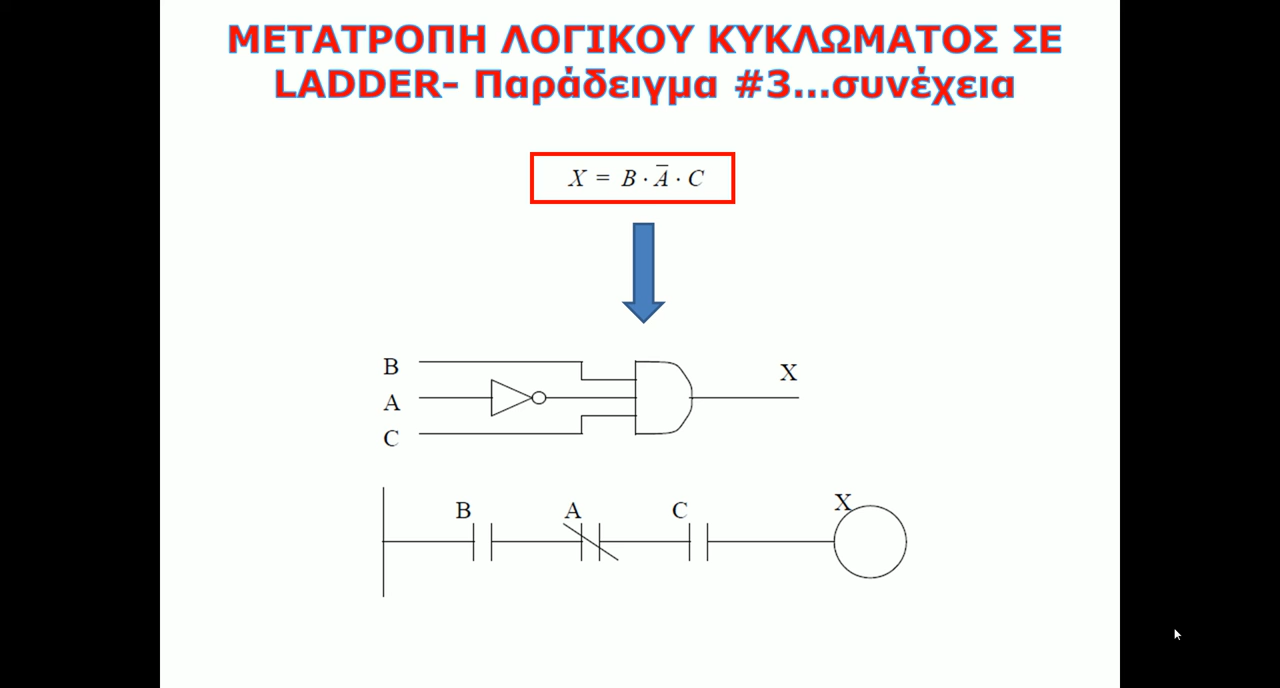 ΜΕΤΑΤΡΟΠΗ ΛΟΓΙΚΟΥ ΚΥΚΛΩΜΑΤΟΣ ΣΕ
LADDER- Παράδειγμα #3...συνέχεια
X = B · A̅ · C
B
X
A
C
B A C X